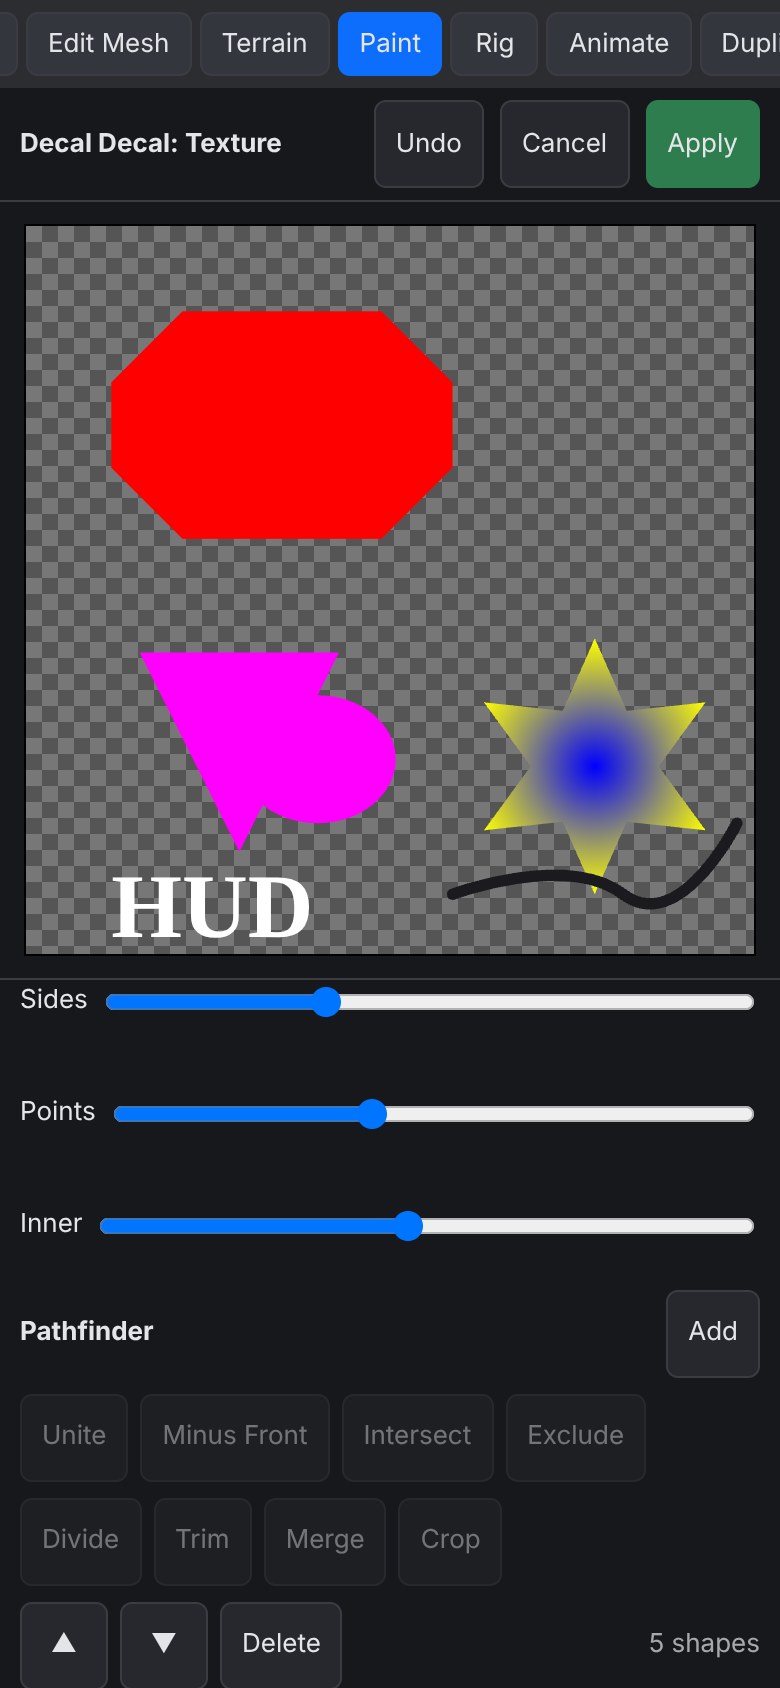 Edit Mesh Terrain Paint Rig Animate Dupli
Decal Decal: Texture Undo Cancel Apply
HUD
Sides
Points
Inner
Pathfinder Add
Unite Minus Front Intersect Exclude
Divide Trim Merge Crop
▲ ▼ Delete 5 shapes